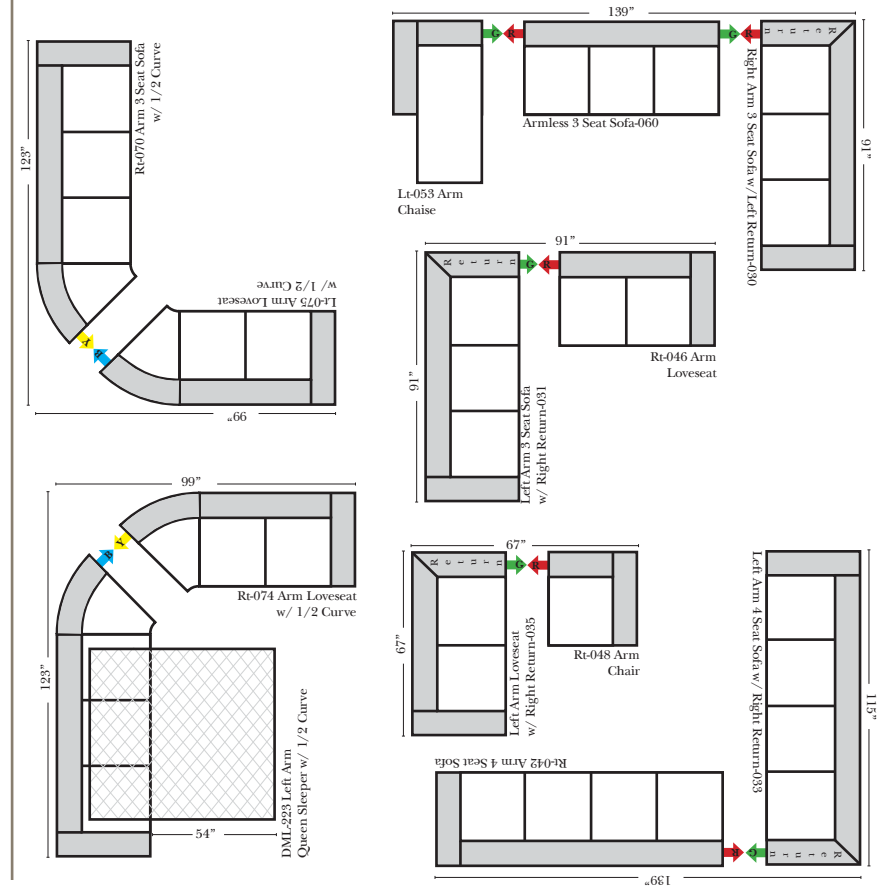 123”
Rt-070 Arm 3 Seat Sofa
w/ 1/2 Curve
Lt-075 Arm Loveseat
w/ 1/2 Curve
Y
B
99”
139”
G R
G R
Return
Armless 3 Seat Sofa-060
Lt-053 Arm
Chaise
Right Arm 3 Seat Sofa w/Left Return-030
91”
91”
Return
G R
Rt-046 Arm
Loveseat
91”
Left Arm 3 Seat Sofa
w/ Right Return-031
99”
B Y
Rt-074 Arm Loveseat
w/ 1/2 Curve
123”
DML-223 Left Arm
Queen Sleeper w/ 1/2 Curve
54”
67”
Return
G R
67”
Left Arm Loveseat
w/ Right Return-035
Rt-048 Arm
Chair
Left Arm 4 Seat Sofa w/ Right Return-033
115”
Rt-042 Arm 4 Seat Sofa
R G
Return
139”